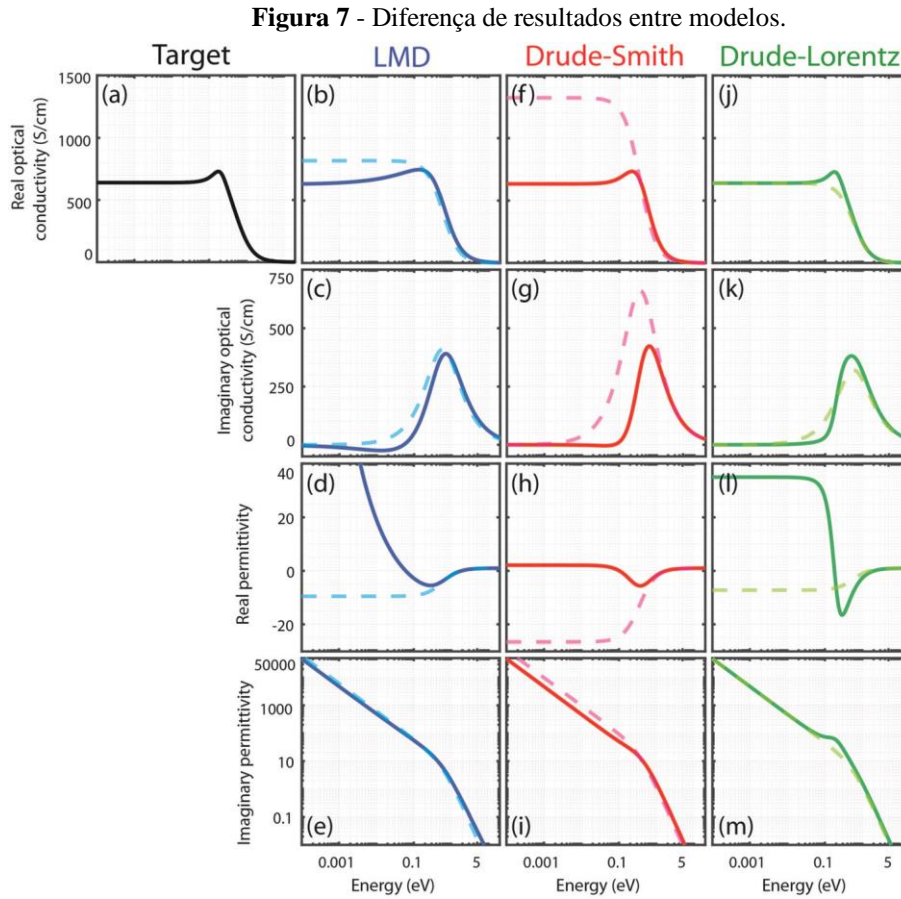 Figura 7 - Diferença de resultados entre modelos.
Target
LMD
Drude-Smith
Drude-Lorentz
Real optical
conductivity (S/cm)
1500
1000
500
0
(a)
(b)
(f)
(j)
Imaginary optical
conductivity (S/cm)
750
500
250
0
(c)
(g)
(k)
Real permittivity
40
20
0
-20
(d)
(h)
(l)
Imaginary permittivity
50000
1000
10
0.1
(e)
(i)
(m)
0.001 0.1 5
0.001 0.1 5
0.001 0.1 5
Energy (eV)
Energy (eV)
Energy (eV)